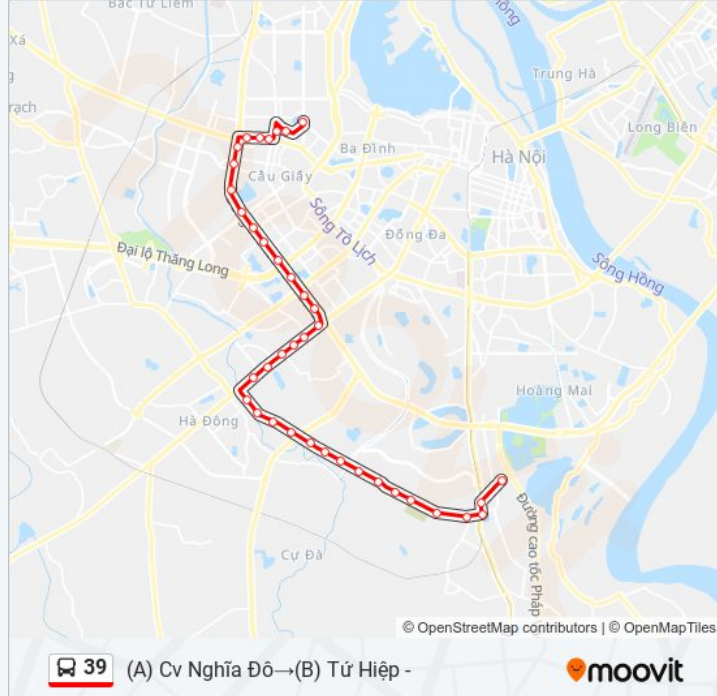 Bắc Từ Liêm
Hồng
Xá
Trung Hà
rạch
Long Biên
Ba Đình
Hà Nội
Cầu Giấy
Sông Tô Lịch
Đống Đa
Đại lộ Thăng Long
Sông Hồng
Hoàng Mai
Hà Đông
Đường cao tốc Pháp
Cự Đà
© OpenStreetMap contributors | © OpenMapTiles
39 (A) Cv Nghĩa Đô→(B) Tứ Hiệp -
moovit